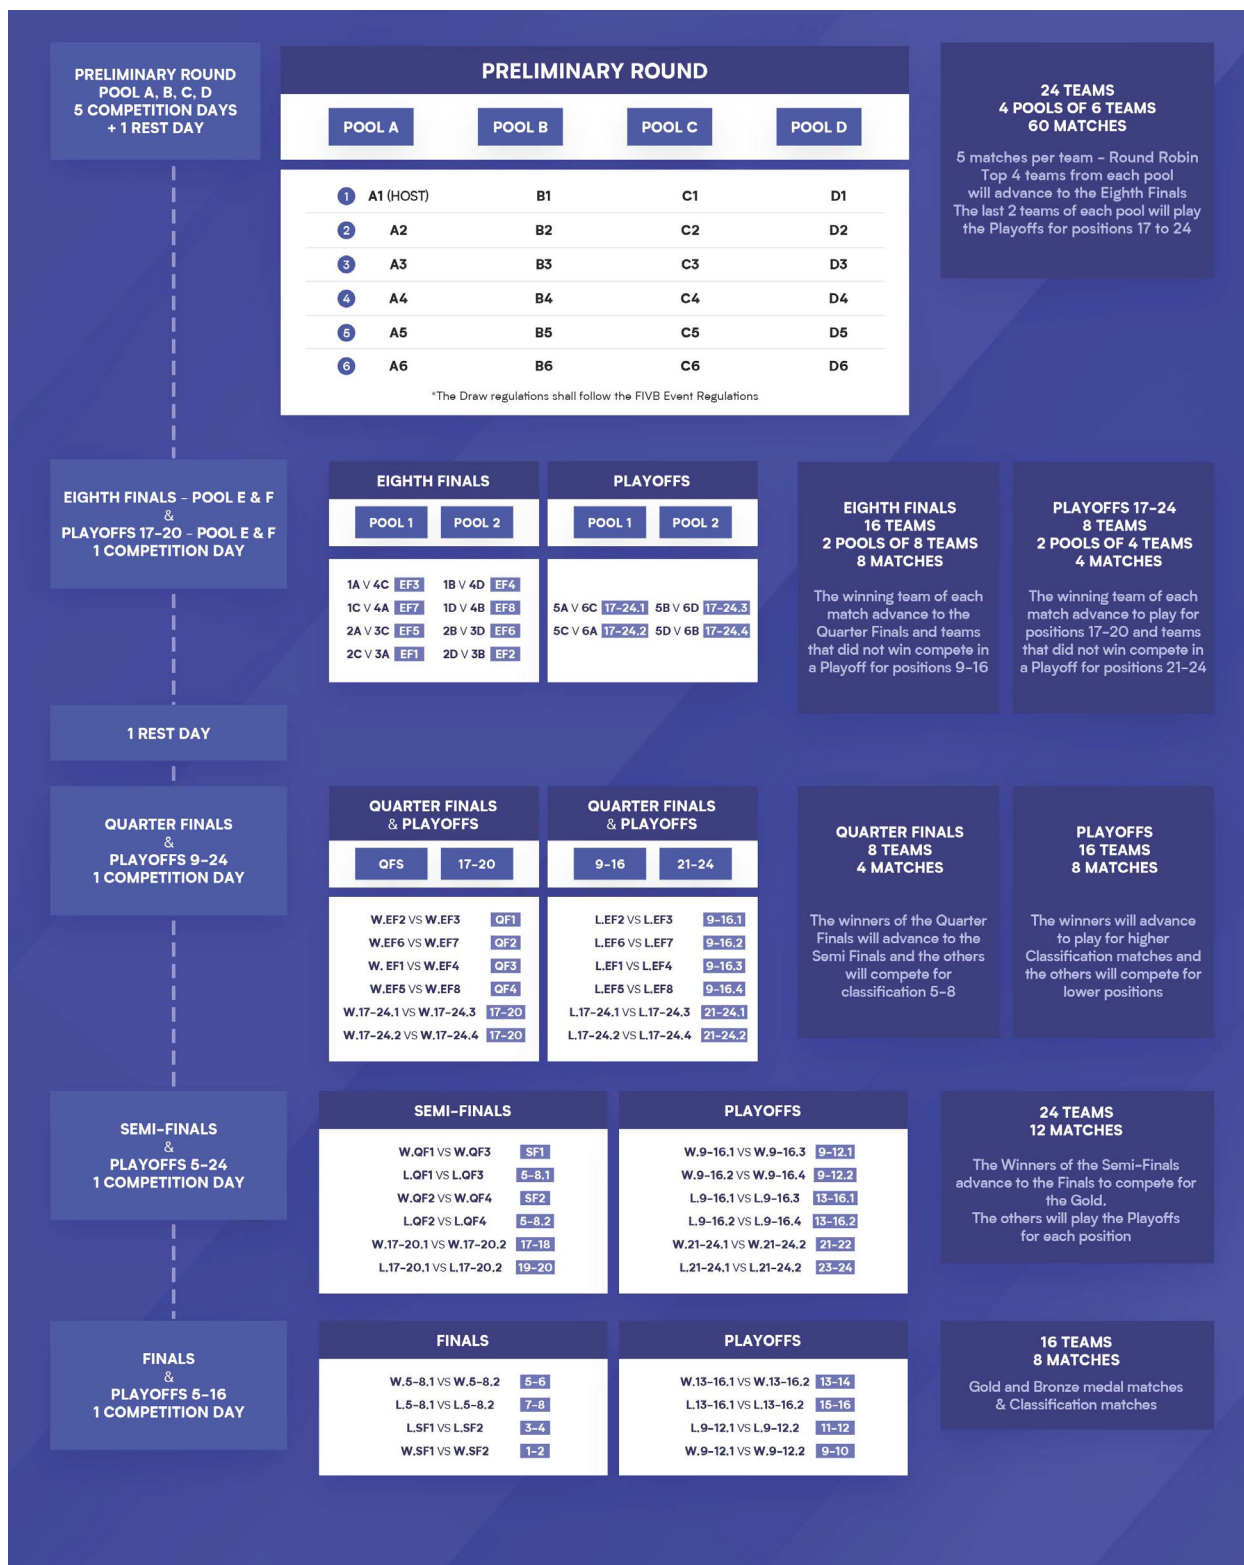 PRELIMINARY ROUND
POOL A, B, C, D
5 COMPETITION DAYS
+ 1 REST DAY
PRELIMINARY ROUND
POOL A POOL B POOL C POOL D
1 A1 (HOST) B1 C1 D1
2 A2 B2 C2 D2
3 A3 B3 C3 D3
4 A4 B4 C4 D4
5 A5 B5 C5 D5
6 A6 B6 C6 D6
*The Draw regulations shall follow the FIVB Event Regulations
24 TEAMS
4 POOLS OF 6 TEAMS
60 MATCHES
5 matches per team - Round Robin
Top 4 teams from each pool
will advance to the Eighth Finals
The last 2 teams of each pool will play
the Playoffs for positions 17 to 24
EIGHTH FINALS - POOL E & F
&
PLAYOFFS 17-20 - POOL E & F
1 COMPETITION DAY
EIGHTH FINALS
POOL 1 POOL 2
1A V 4C EF3 1B V 4D EF4
1C V 4A EF7 1D V 4B EF8
2A V 3C EF5 2B V 3D EF6
2C V 3A EF1 2D V 3B EF2
PLAYOFFS
POOL 1 POOL 2
5A V 6C 17-24.1 5B V 6D 17-24.3
5C V 6A 17-24.2 5D V 6B 17-24.4
EIGHTH FINALS
16 TEAMS
2 POOLS OF 8 TEAMS
8 MATCHES
The winning team of each
match advance to the
Quarter Finals and teams
that did not win compete in
a Playoff for positions 9-16
PLAYOFFS 17-24
8 TEAMS
2 POOLS OF 4 TEAMS
4 MATCHES
The winning team of each
match advance to play for
positions 17-20 and teams
that did not win compete in
a Playoff for positions 21-24
1 REST DAY
QUARTER FINALS
&
PLAYOFFS 9-24
1 COMPETITION DAY
QUARTER FINALS
& PLAYOFFS
QFS 17-20
W.EF2 VS W.EF3 QF1
W.EF6 VS W.EF7 QF2
W. EF1 VS W.EF4 QF3
W.EF5 VS W.EF8 QF4
W.17-24.1 VS W.17-24.3 17-20
W.17-24.2 VS W.17-24.4 17-20
QUARTER FINALS
& PLAYOFFS
9-16 21-24
L.EF2 VS L.EF3 9-16.1
L.EF6 VS L.EF7 9-16.2
L.EF1 VS L.EF4 9-16.3
L.EF5 VS L.EF8 9-16.4
L.17-24.1 VS L.17-24.3 21-24.1
L.17-24.2 VS L.17-24.4 21-24.2
QUARTER FINALS
8 TEAMS
4 MATCHES
The winners of the Quarter
Finals will advance to the
Semi Finals and the others
will compete for
classification 5-8
PLAYOFFS
16 TEAMS
8 MATCHES
The winners will advance
to play for higher
Classification matches and
the others will compete for
lower positions
SEMI-FINALS
&
PLAYOFFS 5-24
1 COMPETITION DAY
SEMI-FINALS
W.QF1 VS W.QF3 SF1
L.QF1 VS L.QF3 5-8.1
W.QF2 VS W.QF4 SF2
L.QF2 VS L.QF4 5-8.2
W.17-20.1 VS W.17-20.2 17-18
L.17-20.1 VS L.17-20.2 19-20
PLAYOFFS
W.9-16.1 VS W.9-16.3 9-12.1
W.9-16.2 VS W.9-16.4 9-12.2
L.9-16.1 VS L.9-16.3 13-16.1
L.9-16.2 VS L.9-16.4 13-16.2
W.21-24.1 VS W.21-24.2 21-22
L.21-24.1 VS L.21-24.2 23-24
24 TEAMS
12 MATCHES
The Winners of the Semi-Finals
advance to the Finals to compete for
the Gold.
The others will play the Playoffs
for each position
FINALS
&
PLAYOFFS 5-16
1 COMPETITION DAY
FINALS
W.5-8.1 VS W.5-8.2 5-6
L.5-8.1 VS L.5-8.2 7-8
L.SF1 VS L.SF2 3-4
W.SF1 VS W.SF2 1-2
PLAYOFFS
W.13-16.1 VS W.13-16.2 13-14
L.13-16.1 VS L.13-16.2 15-16
L.9-12.1 VS L.9-12.2 11-12
W.9-12.1 VS W.9-12.2 9-10
16 TEAMS
8 MATCHES
Gold and Bronze medal matches
& Classification matches